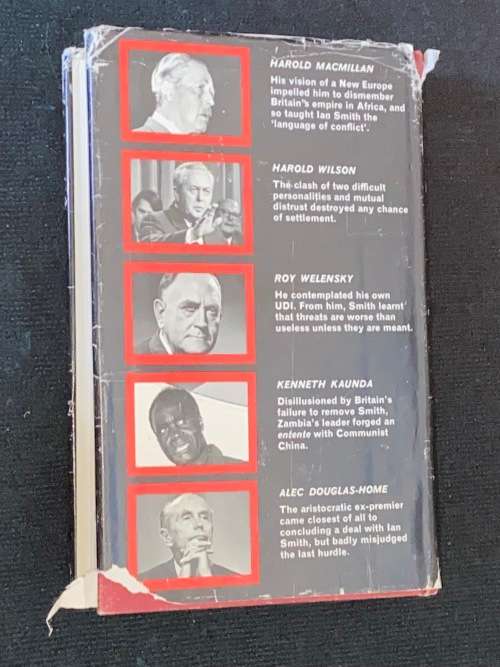 HAROLD MACMILLAN
His vision of a New Europe
impelled him to dismember
Britain's empire in Africa, and
so taught Ian Smith the
'language of conflict'.
HAROLD WILSON
The clash of two difficult
personalities and mutual
distrust destroyed any chance
of settlement.
ROY WELENSKY
He contemplated his own
UDI. From him, Smith learnt
that threats are worse than
useless unless they are meant.
KENNETH KAUNDA
Disillusioned by Britain's
failure to remove Smith,
Zambia's leader forged an
entente with Communist
China.
ALEC DOUGLAS-HOME
The aristocratic ex-premier
came closest of all to
concluding a deal with Ian
Smith, but badly misjudged
the last hurdle.